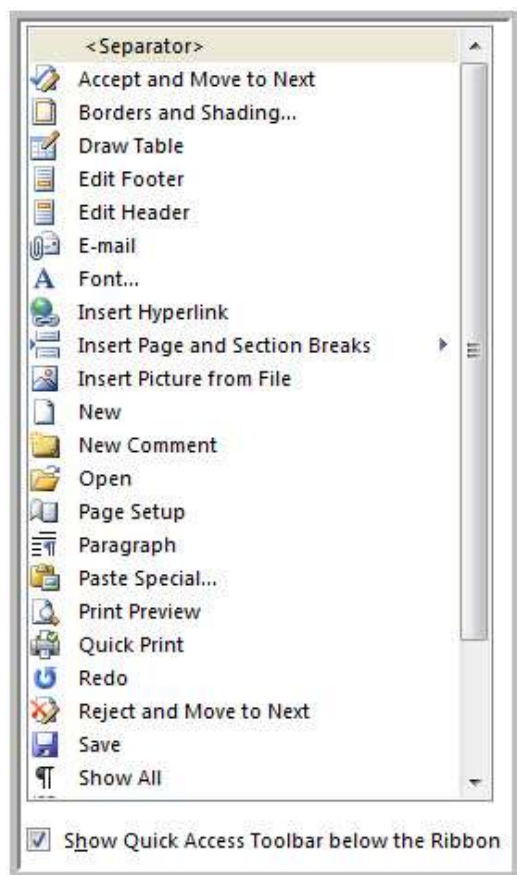 <Separator>
Accept and Move to Next
Borders and Shading...
Draw Table
Edit Footer
Edit Header
E-mail
Font...
Insert Hyperlink
Insert Page and Section Breaks
Insert Picture from File
New
New Comment
Open
Page Setup
Paragraph
Paste Special...
Print Preview
Quick Print
Redo
Reject and Move to Next
Save
Show All
Show Quick Access Toolbar below the Ribbon